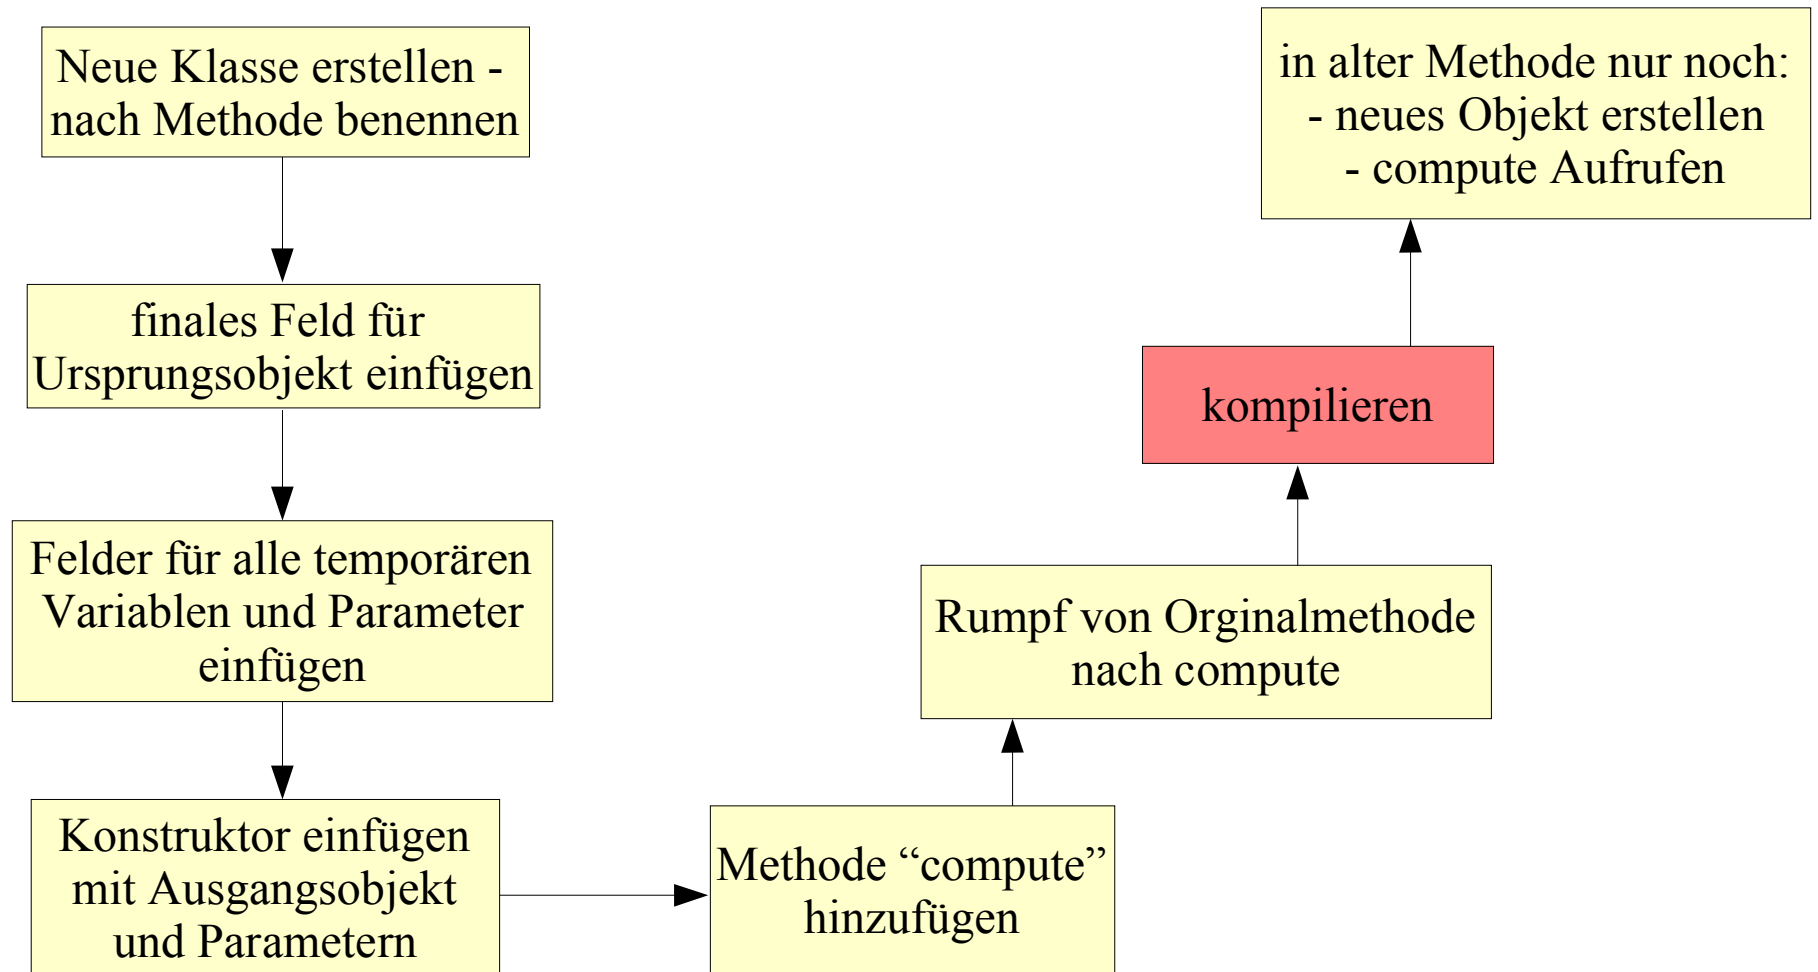 Neue Klasse erstellen -
nach Methode benennen
finales Feld für
Ursprungsobjekt einfügen
Felder für alle temporären
Variablen und Parameter
einfügen
Konstruktor einfügen
mit Ausgangsobjekt
und Parametern
Methode “compute”
hinzufügen
Rumpf von Orginalmethode
nach compute
kompilieren
in alter Methode nur noch:
- neues Objekt erstellen
- compute Aufrufen